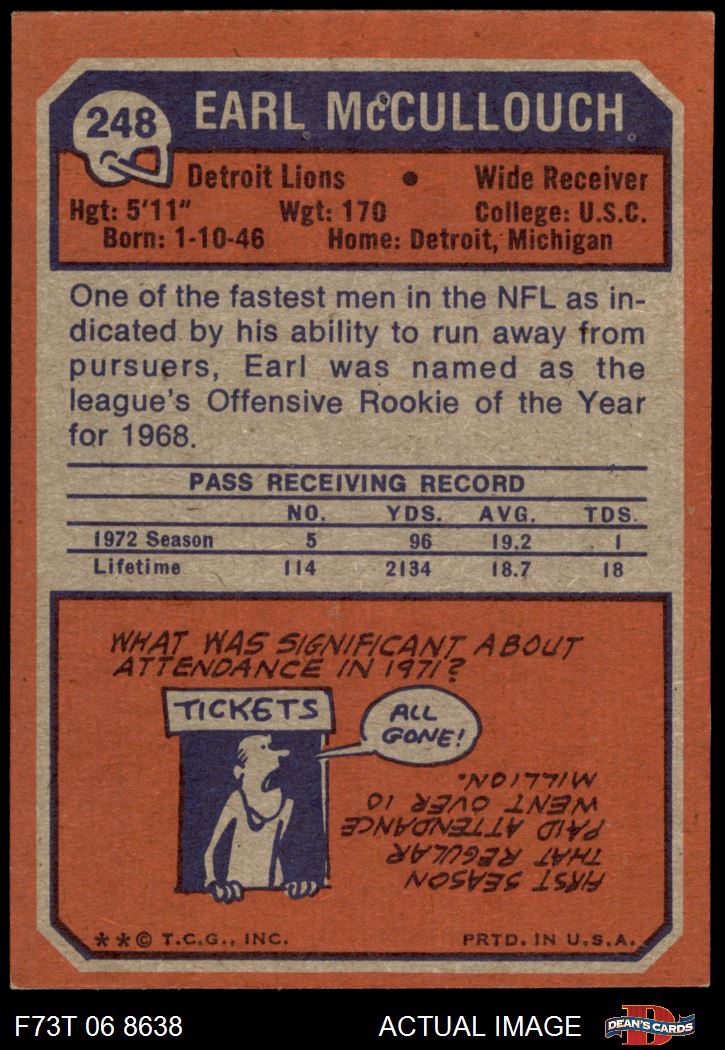 248
EARL McCULLOUCH
Detroit Lions • Wide Receiver
Hgt: 5'11" Wgt: 170 College: U.S.C.
Born: 1-10-46 Home: Detroit, Michigan
One of the fastest men in the NFL as in-
dicated by his ability to run away from
pursuers, Earl was named as the
league's Offensive Rookie of the Year
for 1968.
PASS RECEIVING RECORD
NO. YDS. AVG. TDS.
1972 Season 5 96 19.2 1
Lifetime 114 2134 18.7 18
WHAT WAS SIGNIFICANT ABOUT
ATTENDANCE IN 1971?
TICKETS
ALL
GONE!
FIRST SEASON
THAT REGULAR
PAID ATTENDANCE
WENT OVER 10
MILLION.
**© T.C.G., INC. PRTD. IN U.S.A.
F73T 06 8638 ACTUAL IMAGE
D
DEAN'S CARDS